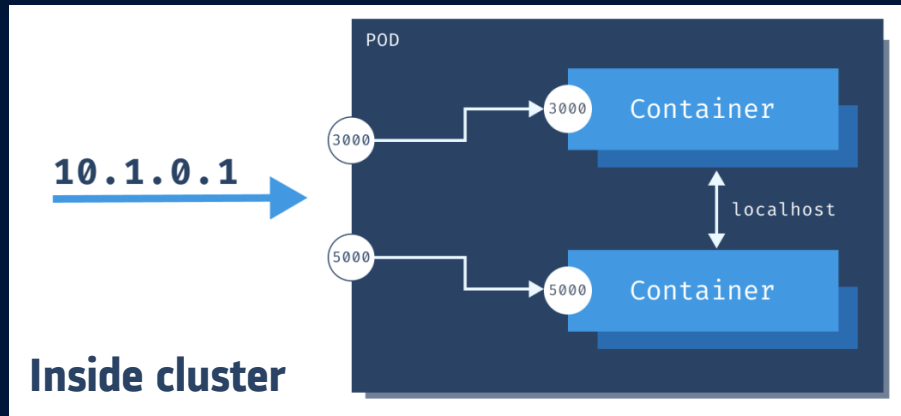 POD
3000
3000
Container
10.1.0.1
localhost
5000
5000
Container
Inside cluster